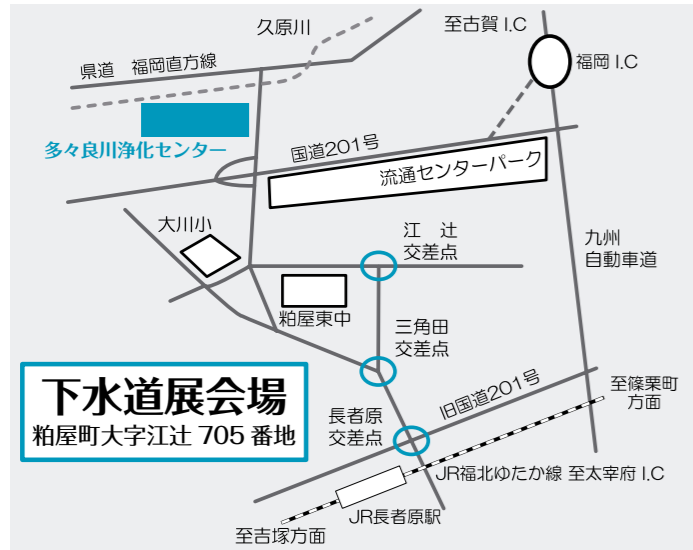 久原川
至古賀 I.C
県道　福岡直方線
福岡 I.C
多々良川浄化センター
国道201号
流通センターパーク
大川小
江　辻
交差点
九州
自動車道
粕屋東中
三角田
交差点
下水道展会場
粕屋町大字江辻 705 番地
長者原
交差点
旧国道201号
至篠栗町
方面
JR福北ゆたか線 至太宰府 I.C
JR長者原駅
至吉塚方面